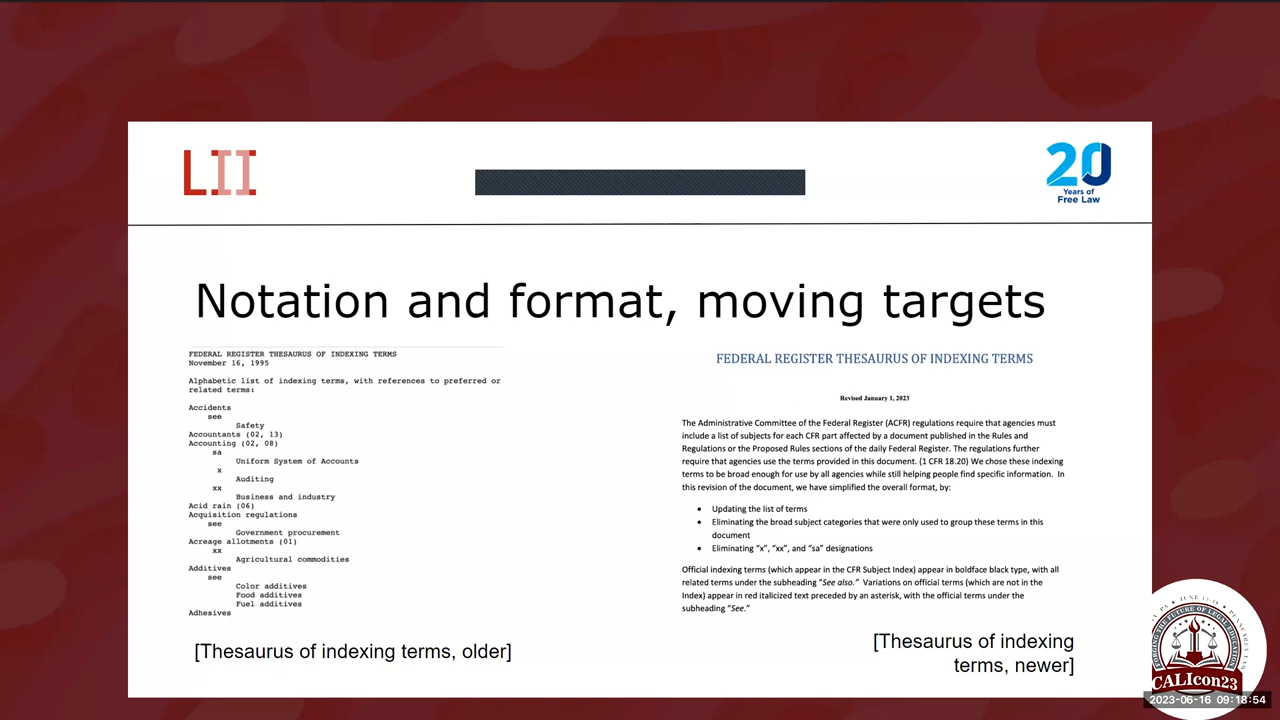 LII
20
Years of
Free Law
Notation and format, moving targets
FEDERAL REGISTER THESAURUS OF INDEXING TERMS
November 16, 1995
Alphabetic list of indexing terms, with references to preferred or
related terms:
Accidents
see
Safety
Accountants (02, 13)
Accounting (02, 08)
sa
Uniform System of Accounts
x
Auditing
xx
Business and industry
Acid rain (06)
Acquisition regulations
see
Government procurement
Acreage allotments (01)
xx
Agricultural commodities
Additives
see
Color additives
Food additives
Fuel additives
Adhesives
[Thesaurus of indexing terms, older]
FEDERAL REGISTER THESAURUS OF INDEXING TERMS
Revised January 1, 2023
The Administrative Committee of the Federal Register (ACFR) regulations require that agencies must
include a list of subjects for each CFR part affected by a document published in the Rules and
Regulations or the Proposed Rules sections of the daily Federal Register. The regulations further
require that agencies use the terms provided in this document. (1 CFR 18.20) We chose these indexing
terms to be broad enough for use by all agencies while still helping people find specific information. In
this revision of the document, we have simplified the overall format, by:
• Updating the list of terms
• Eliminating the broad subject categories that were only used to group these terms in this
document
• Eliminating “x”, “xx”, and “sa” designations
Official indexing terms (which appear in the CFR Subject Index) appear in boldface black type, with all
related terms under the subheading “See also.” Variations on official terms (which are not in the
Index) appear in red italicized text preceded by an asterisk, with the official terms under the
subheading “See.”
[Thesaurus of indexing
terms, newer]
CALIcon23
2023-06-16 09:18:54